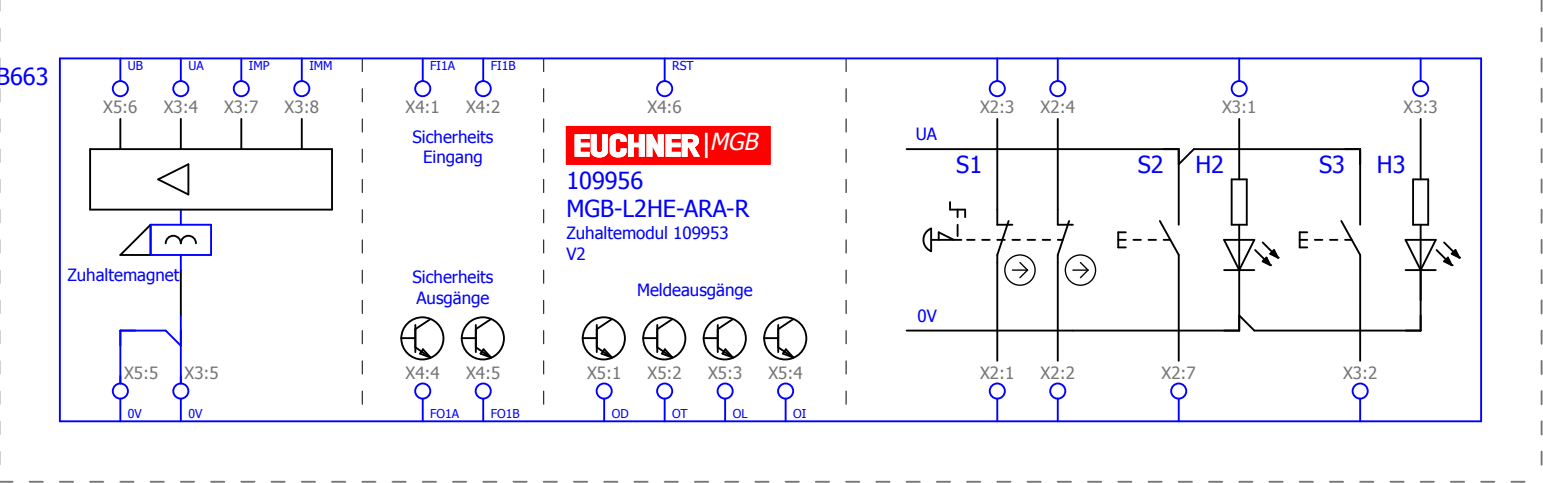 UB UA IMP IMM FI1A FI1B RST
B663
X5:6 X3:4 X3:7 X3:8 X4:1 X4:2 X4:6 X2:3 X2:4 X3:1 X3:3
Sicherheits
Eingang
EUCHNER|MGB
109956
MGB-L2HE-ARA-R
Zuhaltemodul 109953
V2
UA
S1 S2 H2 S3 H3
Zuhaltemagnet
Sicherheits
Ausgänge
Meldeausgänge
0V
X5:5 X3:5 X4:4 X4:5 X5:1 X5:2 X5:3 X5:4 X2:1 X2:2 X2:7 X3:2
0V 0V FO1A FO1B OD OT OL OI